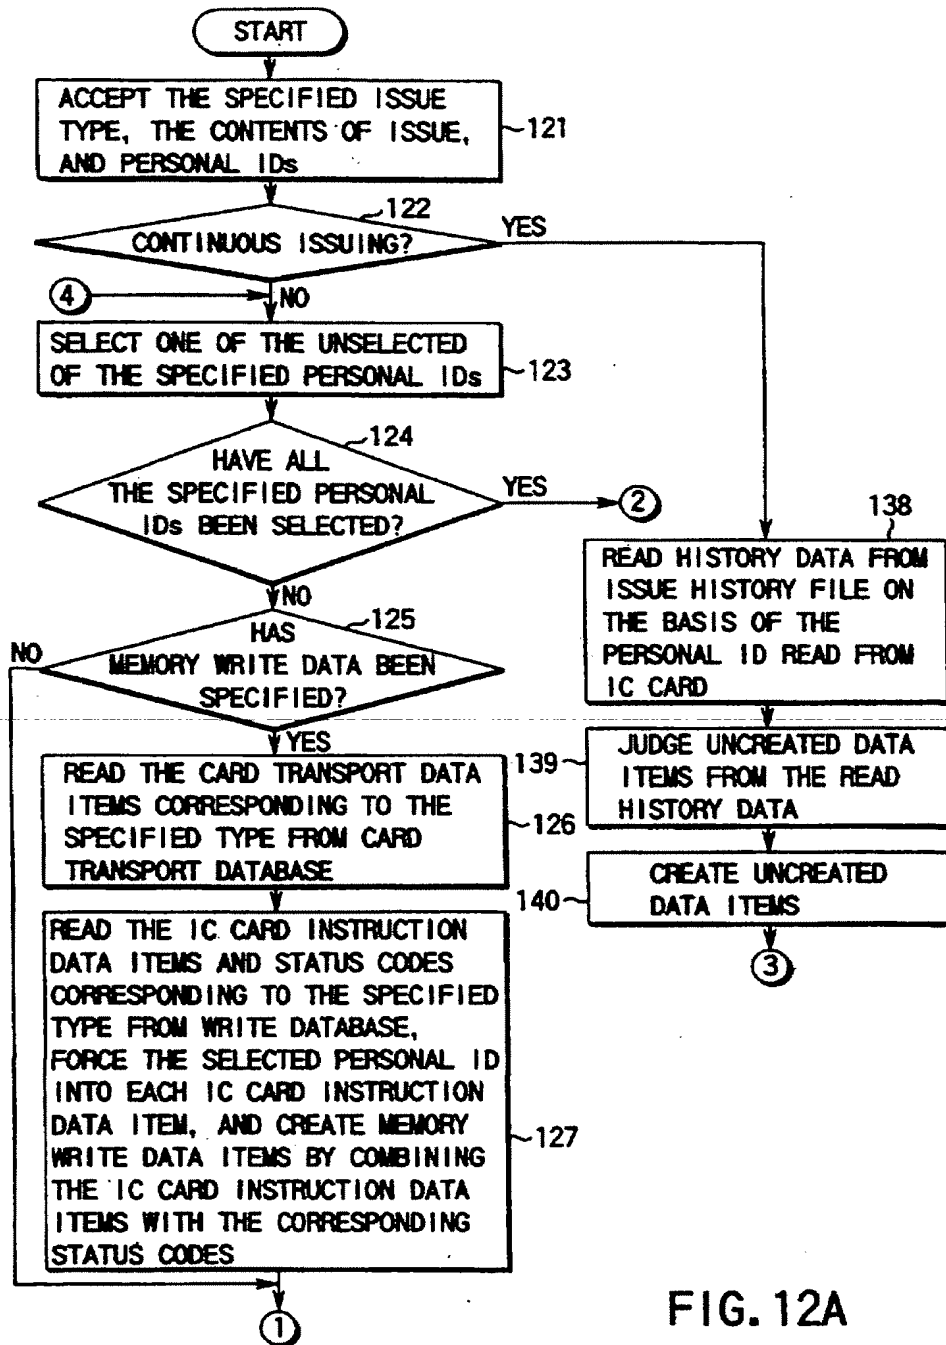 START
ACCEPT THE SPECIFIED ISSUE
TYPE, THE CONTENTS OF ISSUE,
AND PERSONAL IDs
121
122
CONTINUOUS ISSUING?
YES
4
NO
SELECT ONE OF THE UNSELECTED
OF THE SPECIFIED PERSONAL IDs
123
124
HAVE ALL
THE SPECIFIED PERSONAL
IDs BEEN SELECTED?
YES
2
NO
125
HAS
MEMORY WRITE DATA BEEN
SPECIFIED?
NO
YES
READ THE CARD TRANSPORT DATA
ITEMS CORRESPONDING TO THE
SPECIFIED TYPE FROM CARD
TRANSPORT DATABASE
126
READ THE IC CARD INSTRUCTION
DATA ITEMS AND STATUS CODES
CORRESPONDING TO THE SPECIFIED
TYPE FROM WRITE DATABASE,
FORCE THE SELECTED PERSONAL ID
INTO EACH IC CARD INSTRUCTION
DATA ITEM, AND CREATE MEMORY
WRITE DATA ITEMS BY COMBINING
THE IC CARD INSTRUCTION DATA
ITEMS WITH THE CORRESPONDING
STATUS CODES
127
1
138
READ HISTORY DATA FROM
ISSUE HISTORY FILE ON
THE BASIS OF THE
PERSONAL ID READ FROM
IC CARD
139
JUDGE UNCREATED DATA
ITEMS FROM THE READ
HISTORY DATA
140
CREATE UNCREATED
DATA ITEMS
3
FIG. 12A